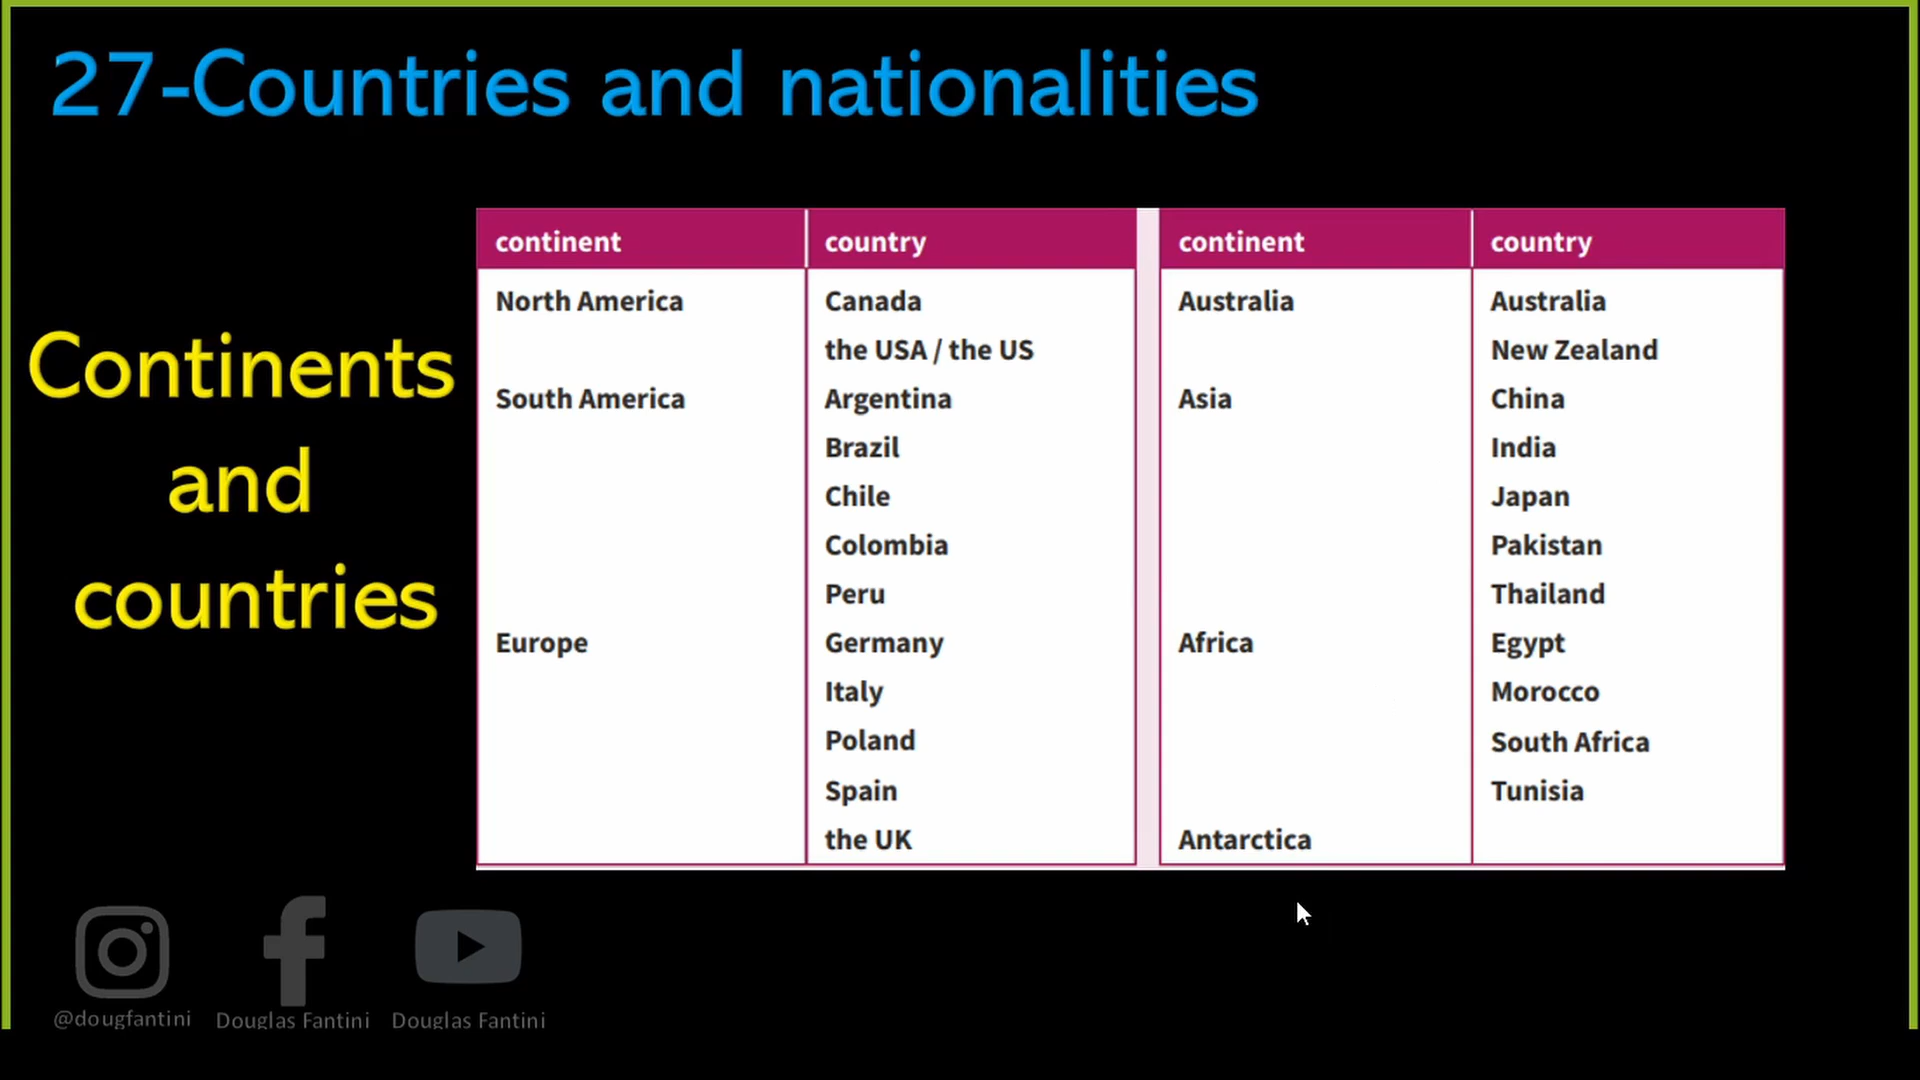 27-Countries and nationalities
Continents
and
countries
continent country continent country
North America Canada Australia Australia
the USA / the US New Zealand
South America Argentina Asia China
Brazil India
Chile Japan
Colombia Pakistan
Peru Thailand
Europe Germany Africa Egypt
Italy Morocco
Poland South Africa
Spain Tunisia
the UK Antarctica
@dougfantini Douglas Fantini Douglas Fantini